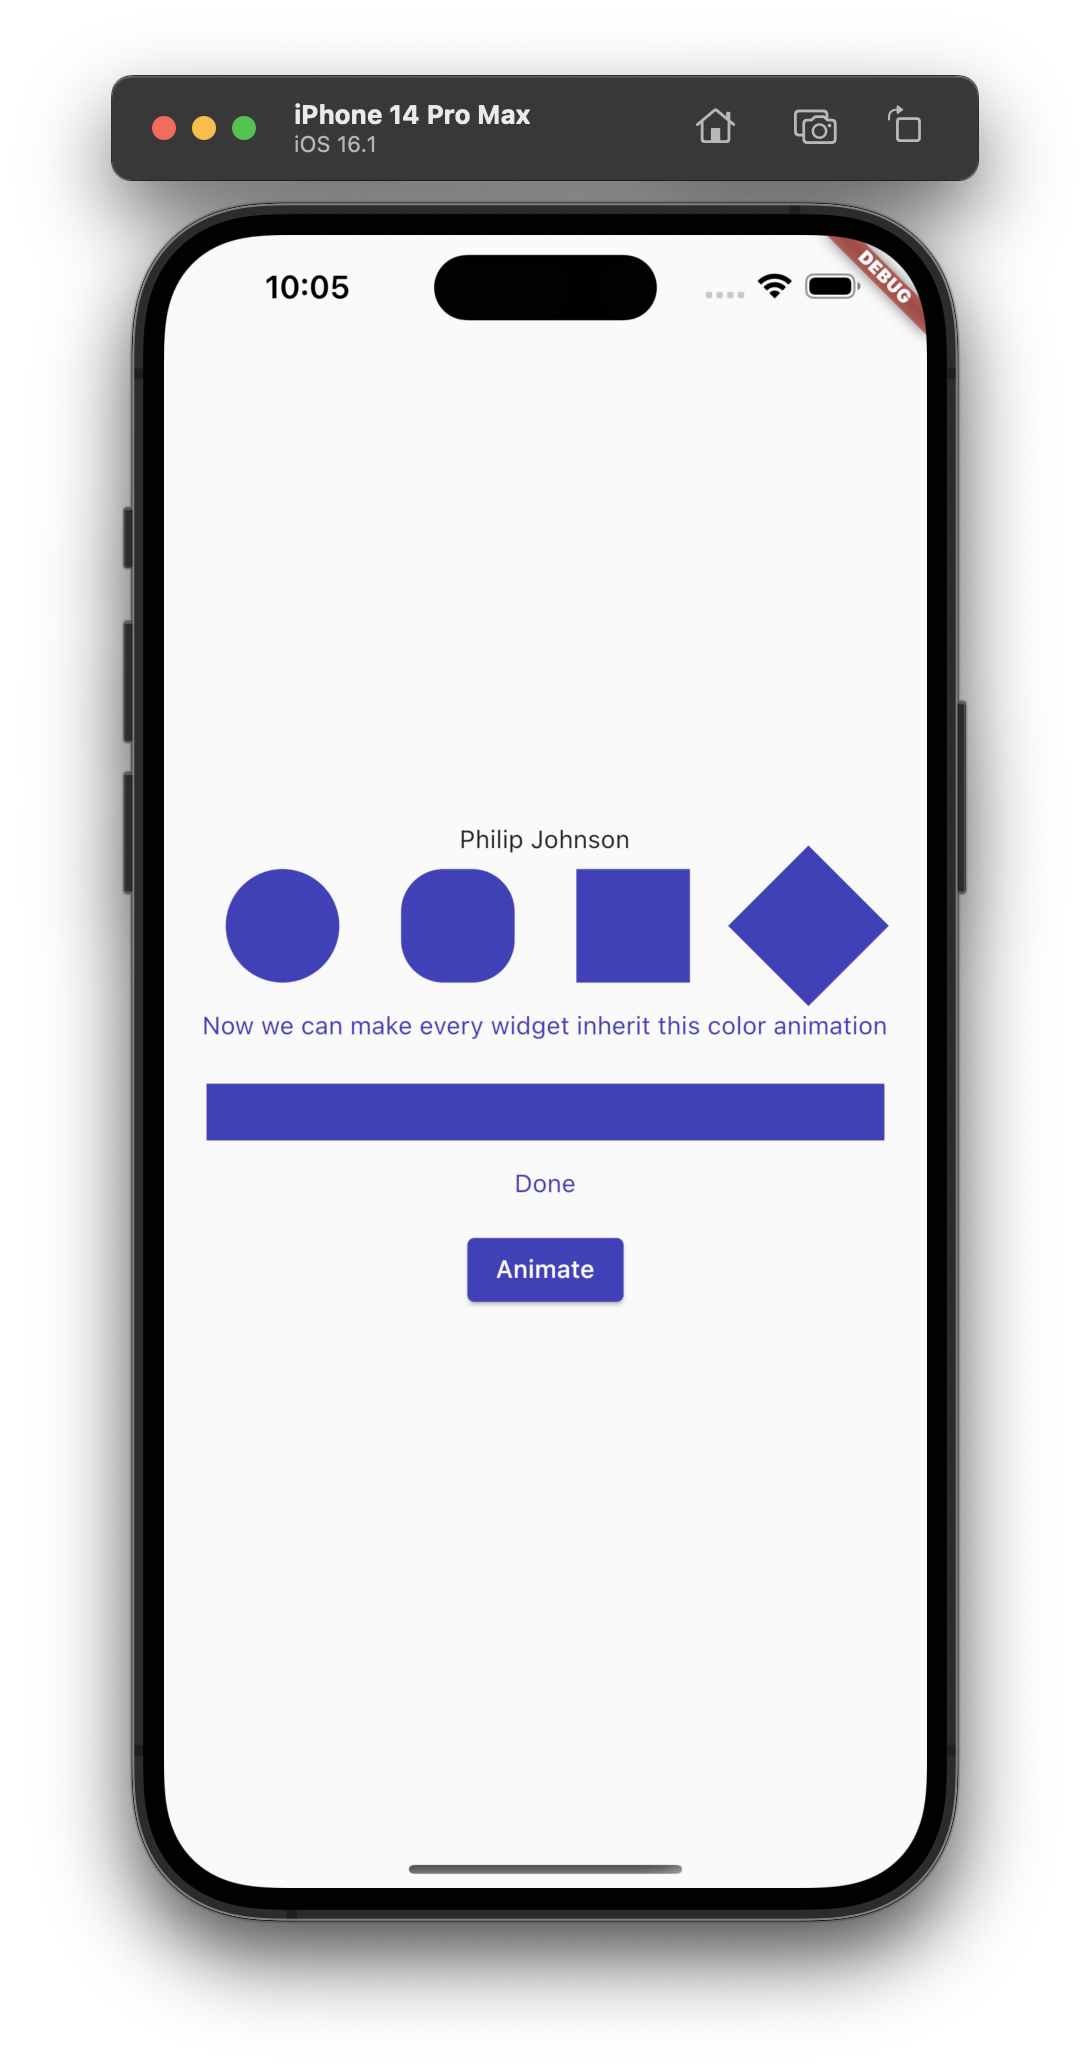 iPhone 14 Pro Max
iOS 16.1
10:05
DEBUG
Philip Johnson
Now we can make every widget inherit this color animation
Done
Animate